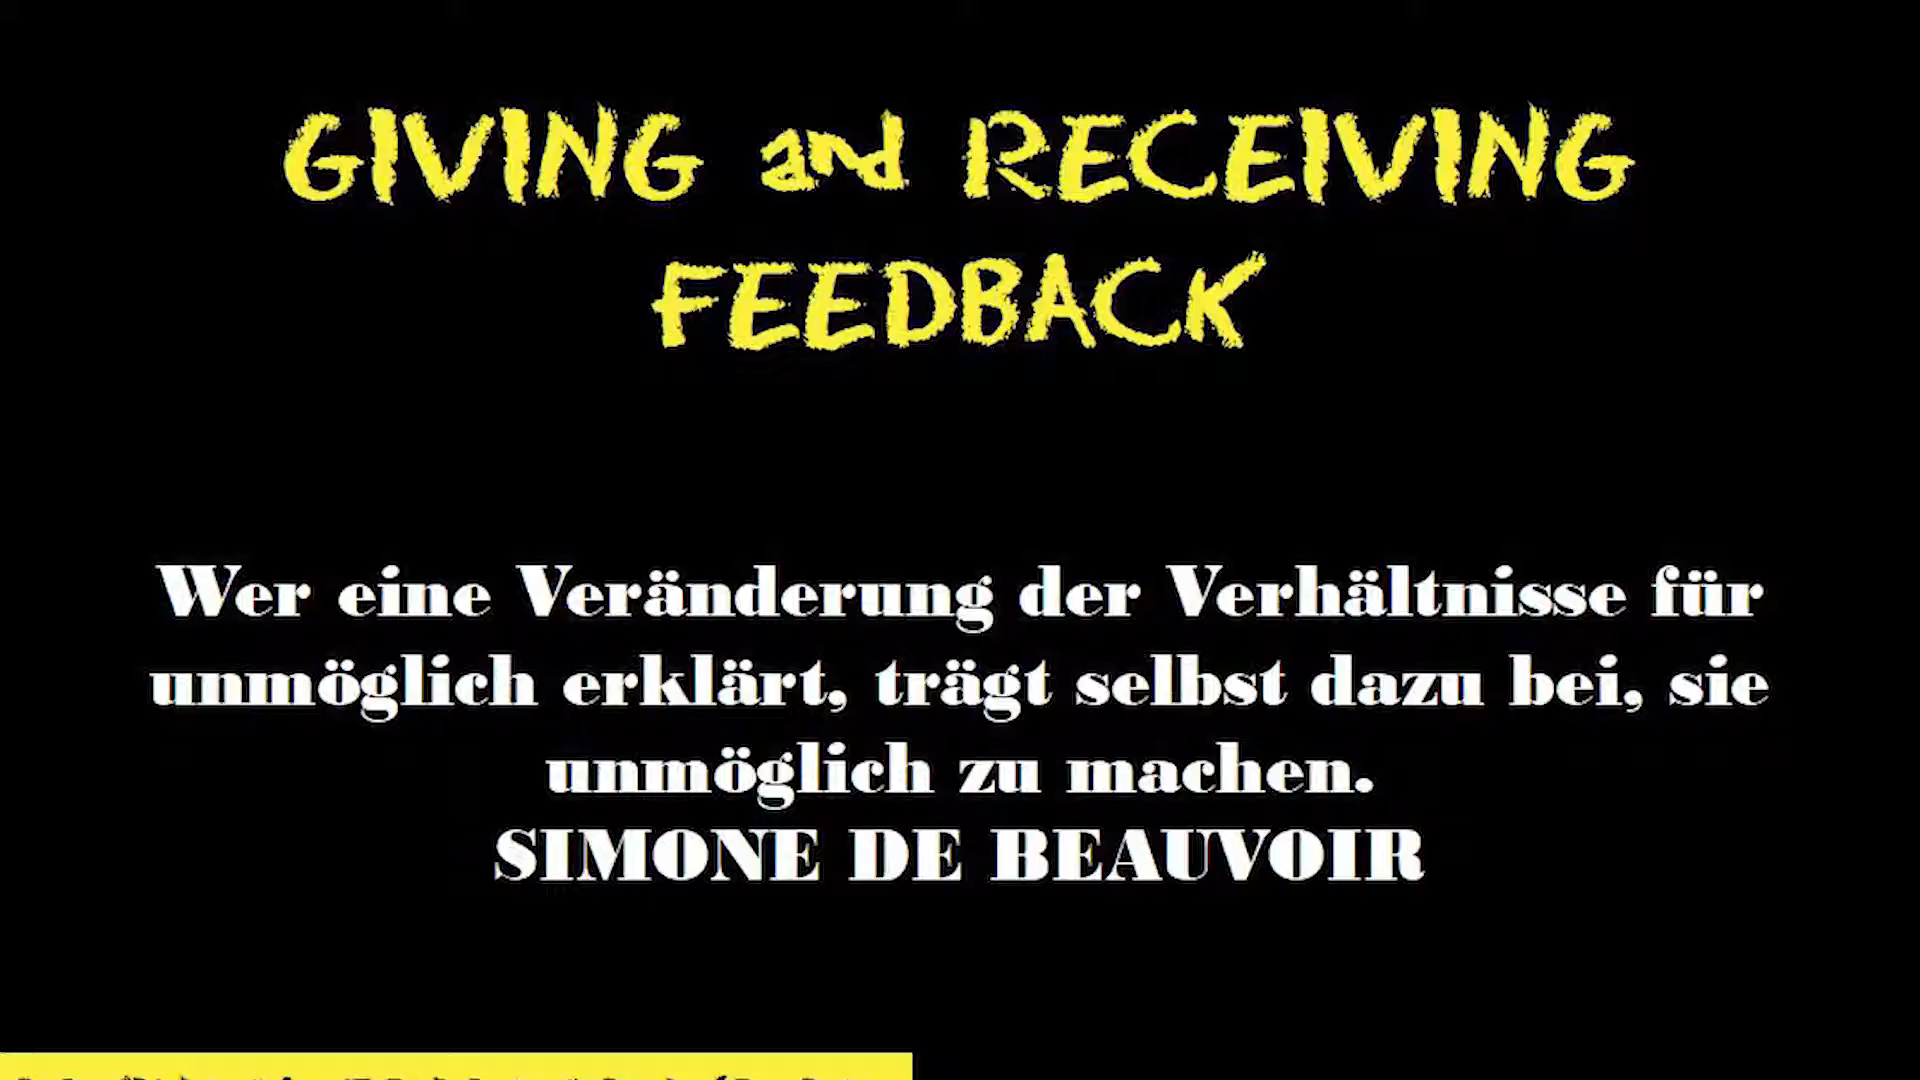 GIVING and RECEIVING
FEEDBACK
Wer eine Veränderung der Verhältnisse für
unmöglich erklärt, trägt selbst dazu bei, sie
unmöglich zu machen.
SIMONE DE BEAUVOIR